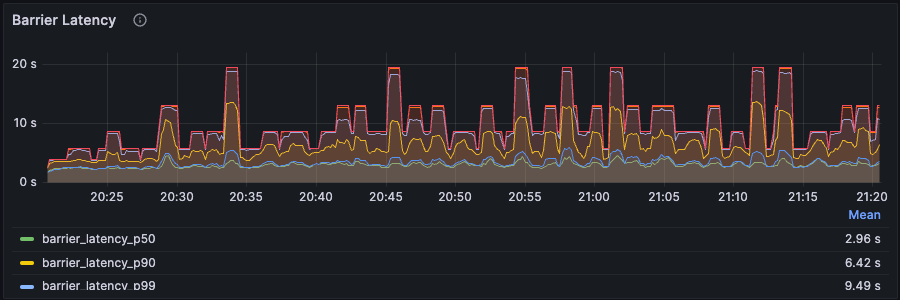 Barrier Latency
20 s
10 s
0 s
20:25 20:30 20:35 20:40 20:45 20:50 20:55 21:00 21:05 21:10 21:15 21:20
Mean
barrier_latency_p50 2.96 s
barrier_latency_p90 6.42 s
barrier_latency_p99 9.49 s